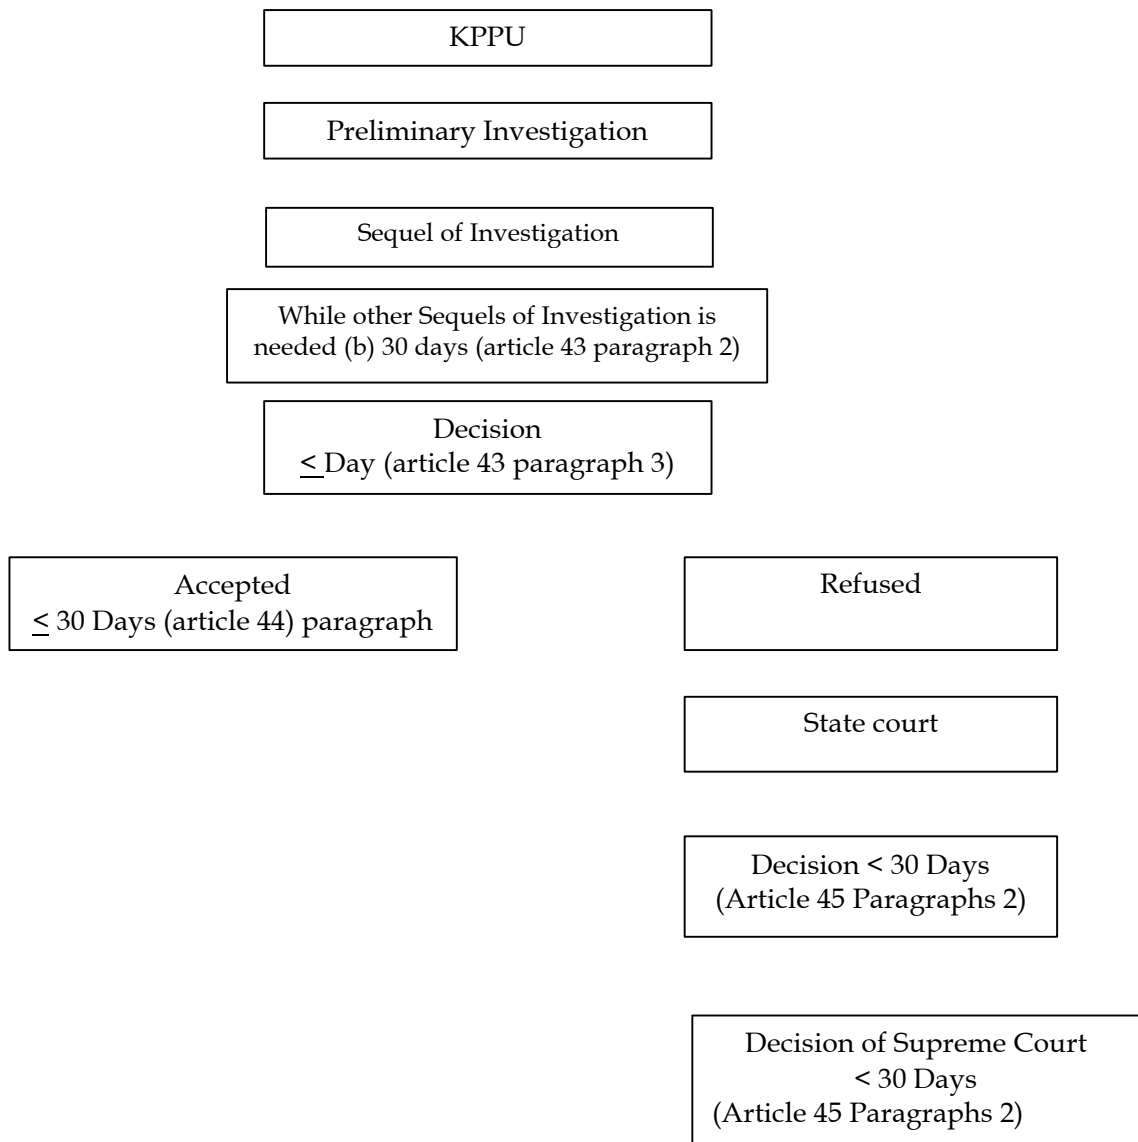 KPPU
Preliminary Investigation
Sequel of Investigation
While other Sequels of Investigation is
needed (b) 30 days (article 43 paragraph 2)
Decision
≤ Day (article 43 paragraph 3)
Accepted
≤ 30 Days (article 44) paragraph
Refused
State court
Decision < 30 Days
(Article 45 Paragraphs 2)
Decision of Supreme Court
< 30 Days
(Article 45 Paragraphs 2)